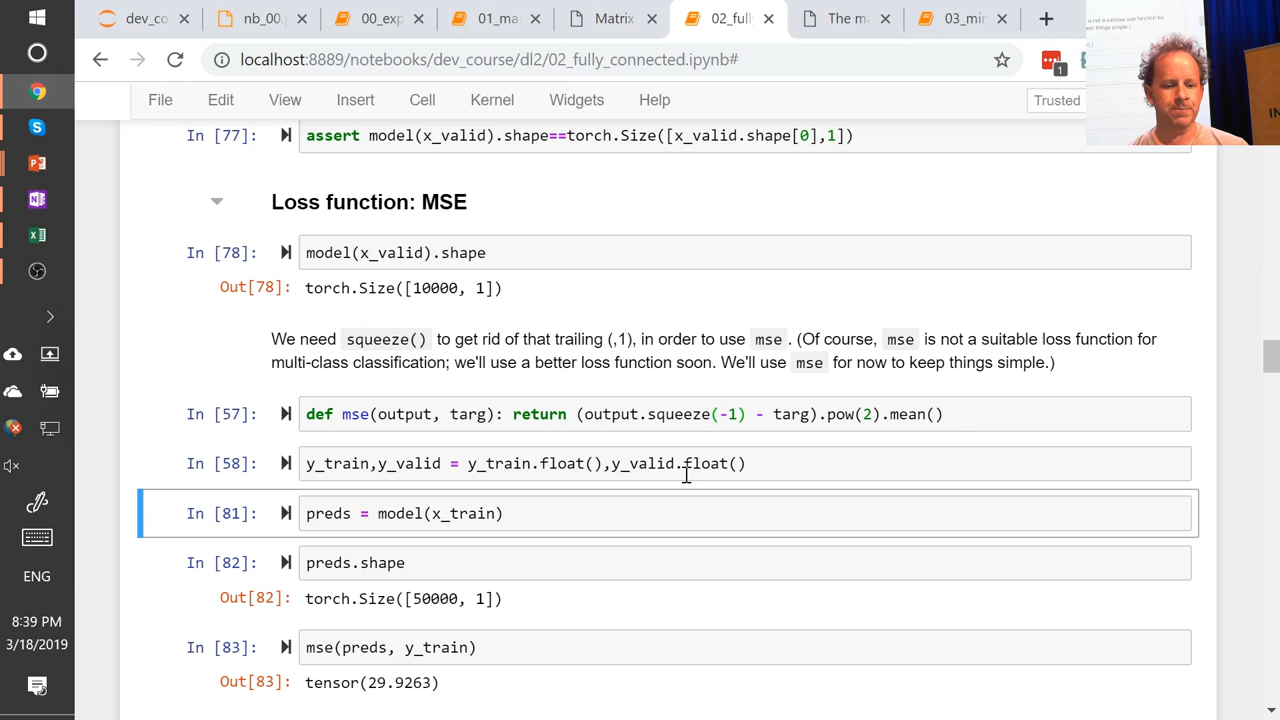 dev_co
nb_00.
00_exp
01_ma
Matrix
02_fully
The ma
03_min
localhost:8889/notebooks/dev_course/dl2/02_fully_connected.ipynb#
1
File Edit View Insert Cell Kernel Widgets Help
Trusted
In [77]: assert model(x_valid).shape==torch.Size([x_valid.shape[0],1])
Loss function: MSE
In [78]: model(x_valid).shape
Out[78]: torch.Size([10000, 1])
We need squeeze() to get rid of that trailing (,1), in order to use mse . (Of course, mse is not a suitable loss function for
multi-class classification; we'll use a better loss function soon. We'll use mse for now to keep things simple.)
In [57]: def mse(output, targ): return (output.squeeze(-1) - targ).pow(2).mean()
In [58]: y_train,y_valid = y_train.float(),y_valid.float()
In [81]: preds = model(x_train)
In [82]: preds.shape
Out[82]: torch.Size([50000, 1])
In [83]: mse(preds, y_train)
Out[83]: tensor(29.9263)
ENG
8:39 PM
3/18/2019